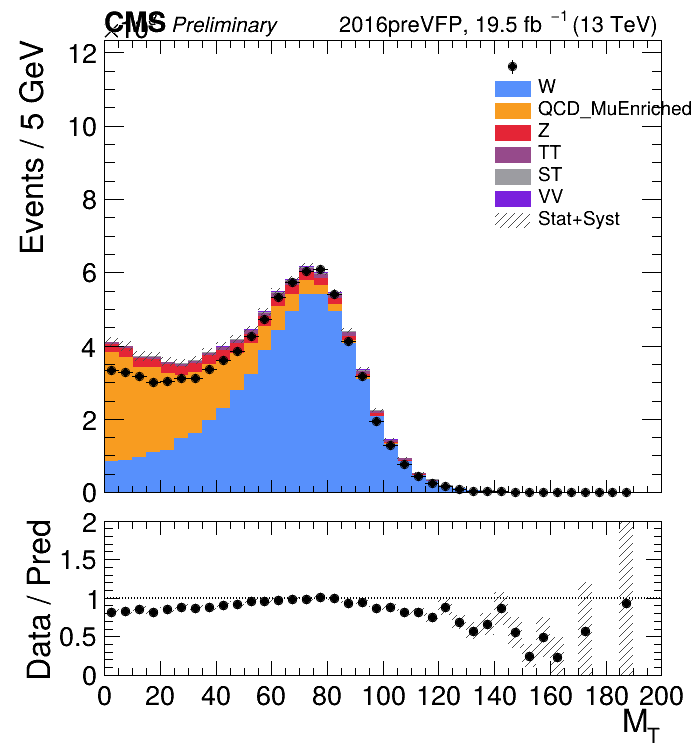 CMS Preliminary 2016preVFP, 19.5 fb⁻¹ (13 TeV)
Events / 5 GeV
12
10
8
6
4
2
0
W
QCD_MuEnriched
Z
TT
ST
VV
Stat+Syst
Data / Pred
2
1.5
1
0.5
0
0 20 40 60 80 100 120 140 160 180 200
M_T